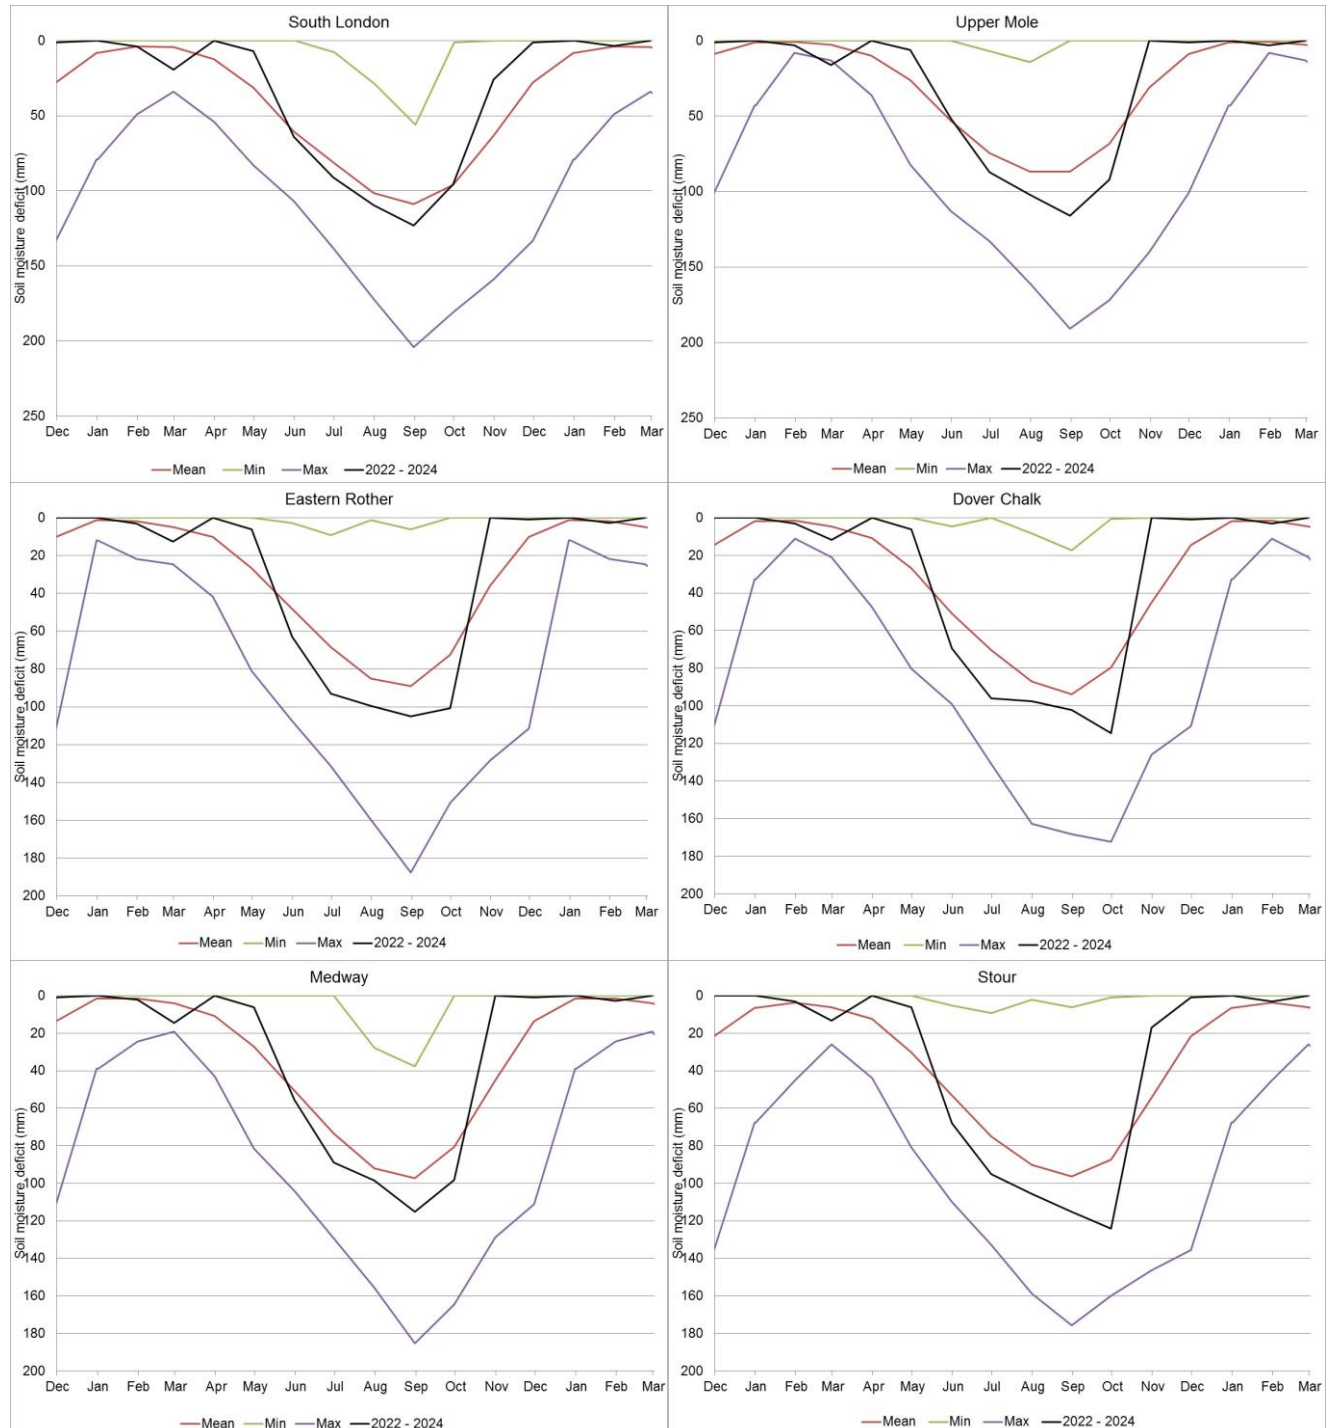 South London
Soil moisture deficit (mm)
0
50
100
150
200
250
Dec Jan Feb Mar Apr May Jun Jul Aug Sep Oct Nov Dec Jan Feb Mar
Mean Min Max 2022 - 2024
Upper Mole
Soil moisture deficit (mm)
0
50
100
150
200
250
Dec Jan Feb Mar Apr May Jun Jul Aug Sep Oct Nov Dec Jan Feb Mar
Mean Min Max 2022 - 2024
Eastern Rother
Soil moisture deficit (mm)
0
20
40
60
80
100
120
140
160
180
200
Dec Jan Feb Mar Apr May Jun Jul Aug Sep Oct Nov Dec Jan Feb Mar
Mean Min Max 2022 - 2024
Dover Chalk
Soil moisture deficit (mm)
0
20
40
60
80
100
120
140
160
180
200
Dec Jan Feb Mar Apr May Jun Jul Aug Sep Oct Nov Dec Jan Feb Mar
Mean Min Max 2022 - 2024
Medway
Soil moisture deficit (mm)
0
20
40
60
80
100
120
140
160
180
200
Dec Jan Feb Mar Apr May Jun Jul Aug Sep Oct Nov Dec Jan Feb Mar
Mean Min Max 2022 - 2024
Stour
Soil moisture deficit (mm)
0
20
40
60
80
100
120
140
160
180
200
Dec Jan Feb Mar Apr May Jun Jul Aug Sep Oct Nov Dec Jan Feb Mar
Mean Min Max 2022 - 2024